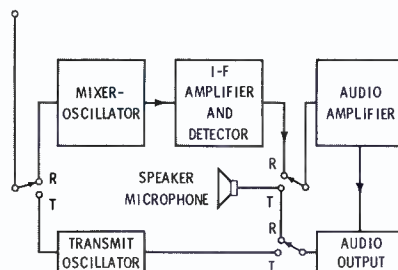 MIXER-
OSCILLATOR
I-F
AMPLIFIER
AND
DETECTOR
AUDIO
AMPLIFIER
R
T
SPEAKER
MICROPHONE
R
T
R
T
TRANSMIT
OSCILLATOR
AUDIO
OUTPUT